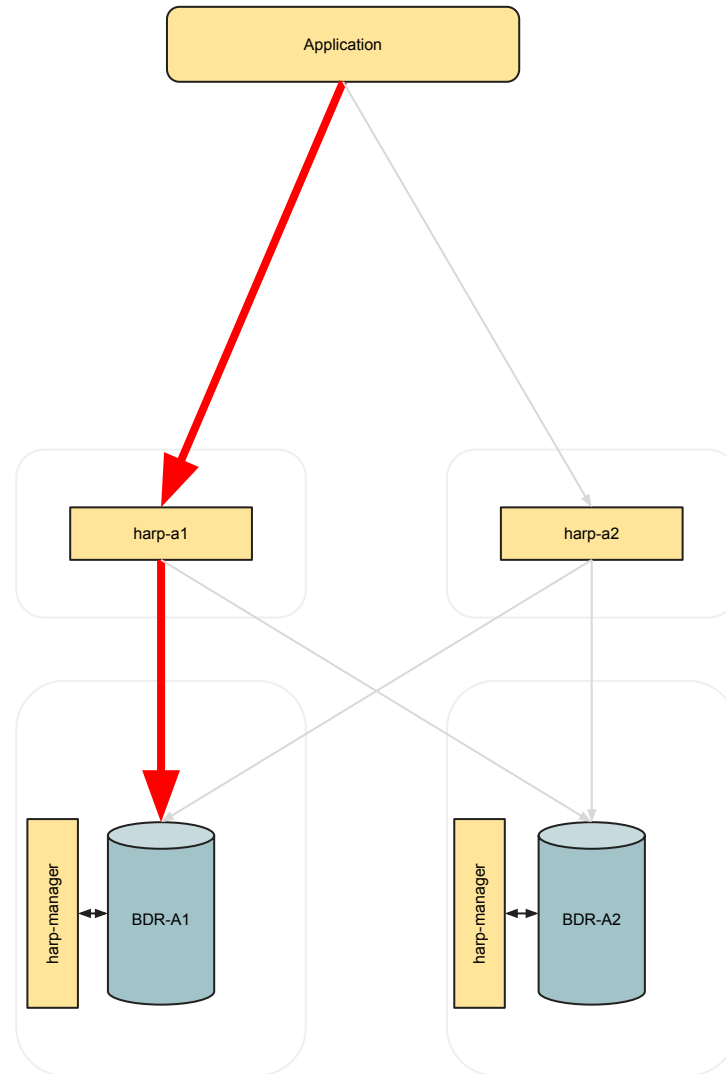 Application
harp-a1
harp-a2
harp-manager
BDR-A1
harp-manager
BDR-A2